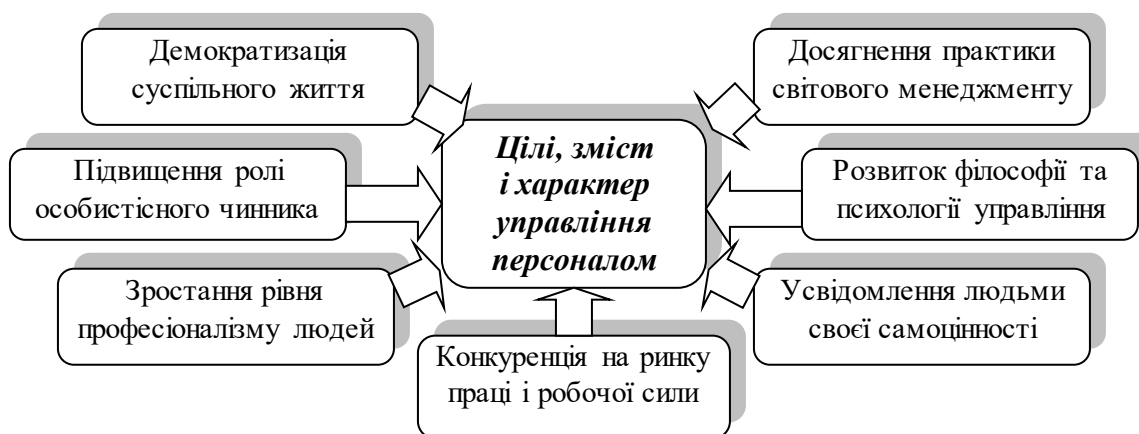 Демократизація
суспільного життя
Досягнення практики
світового менеджменту
Підвищення ролі
особистісного чинника
Цілі, зміст
і характер
управління
персоналом
Розвиток філософії та
психології управління
Зростання рівня
професіоналізму людей
Усвідомлення людьми
своєї самоцінності
Конкуренція на ринку
праці і робочої сили